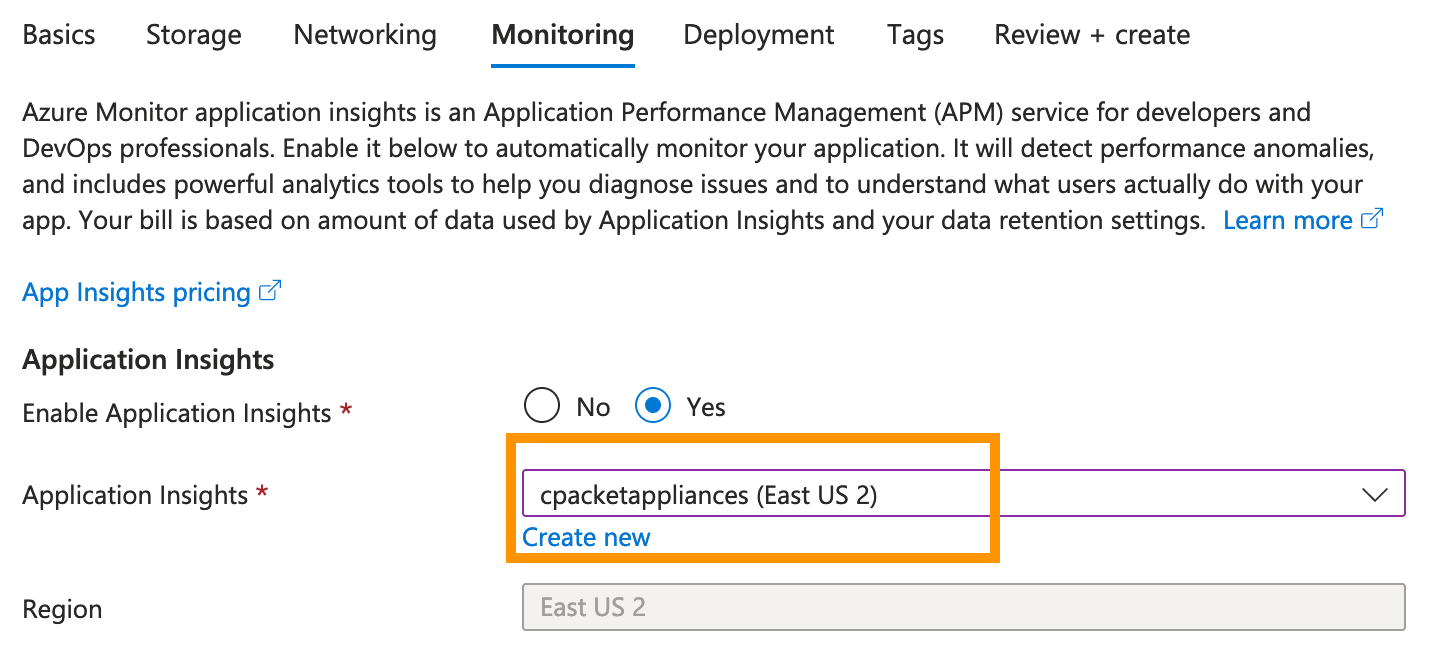 Basics Storage Networking Monitoring Deployment Tags Review + create
Azure Monitor application insights is an Application Performance Management (APM) service for developers and
DevOps professionals. Enable it below to automatically monitor your application. It will detect performance anomalies,
and includes powerful analytics tools to help you diagnose issues and to understand what users actually do with your
app. Your bill is based on amount of data used by Application Insights and your data retention settings. Learn more
App Insights pricing
Application Insights
Enable Application Insights * No Yes
Application Insights * cpacketappliances (East US 2)
Create new
Region East US 2